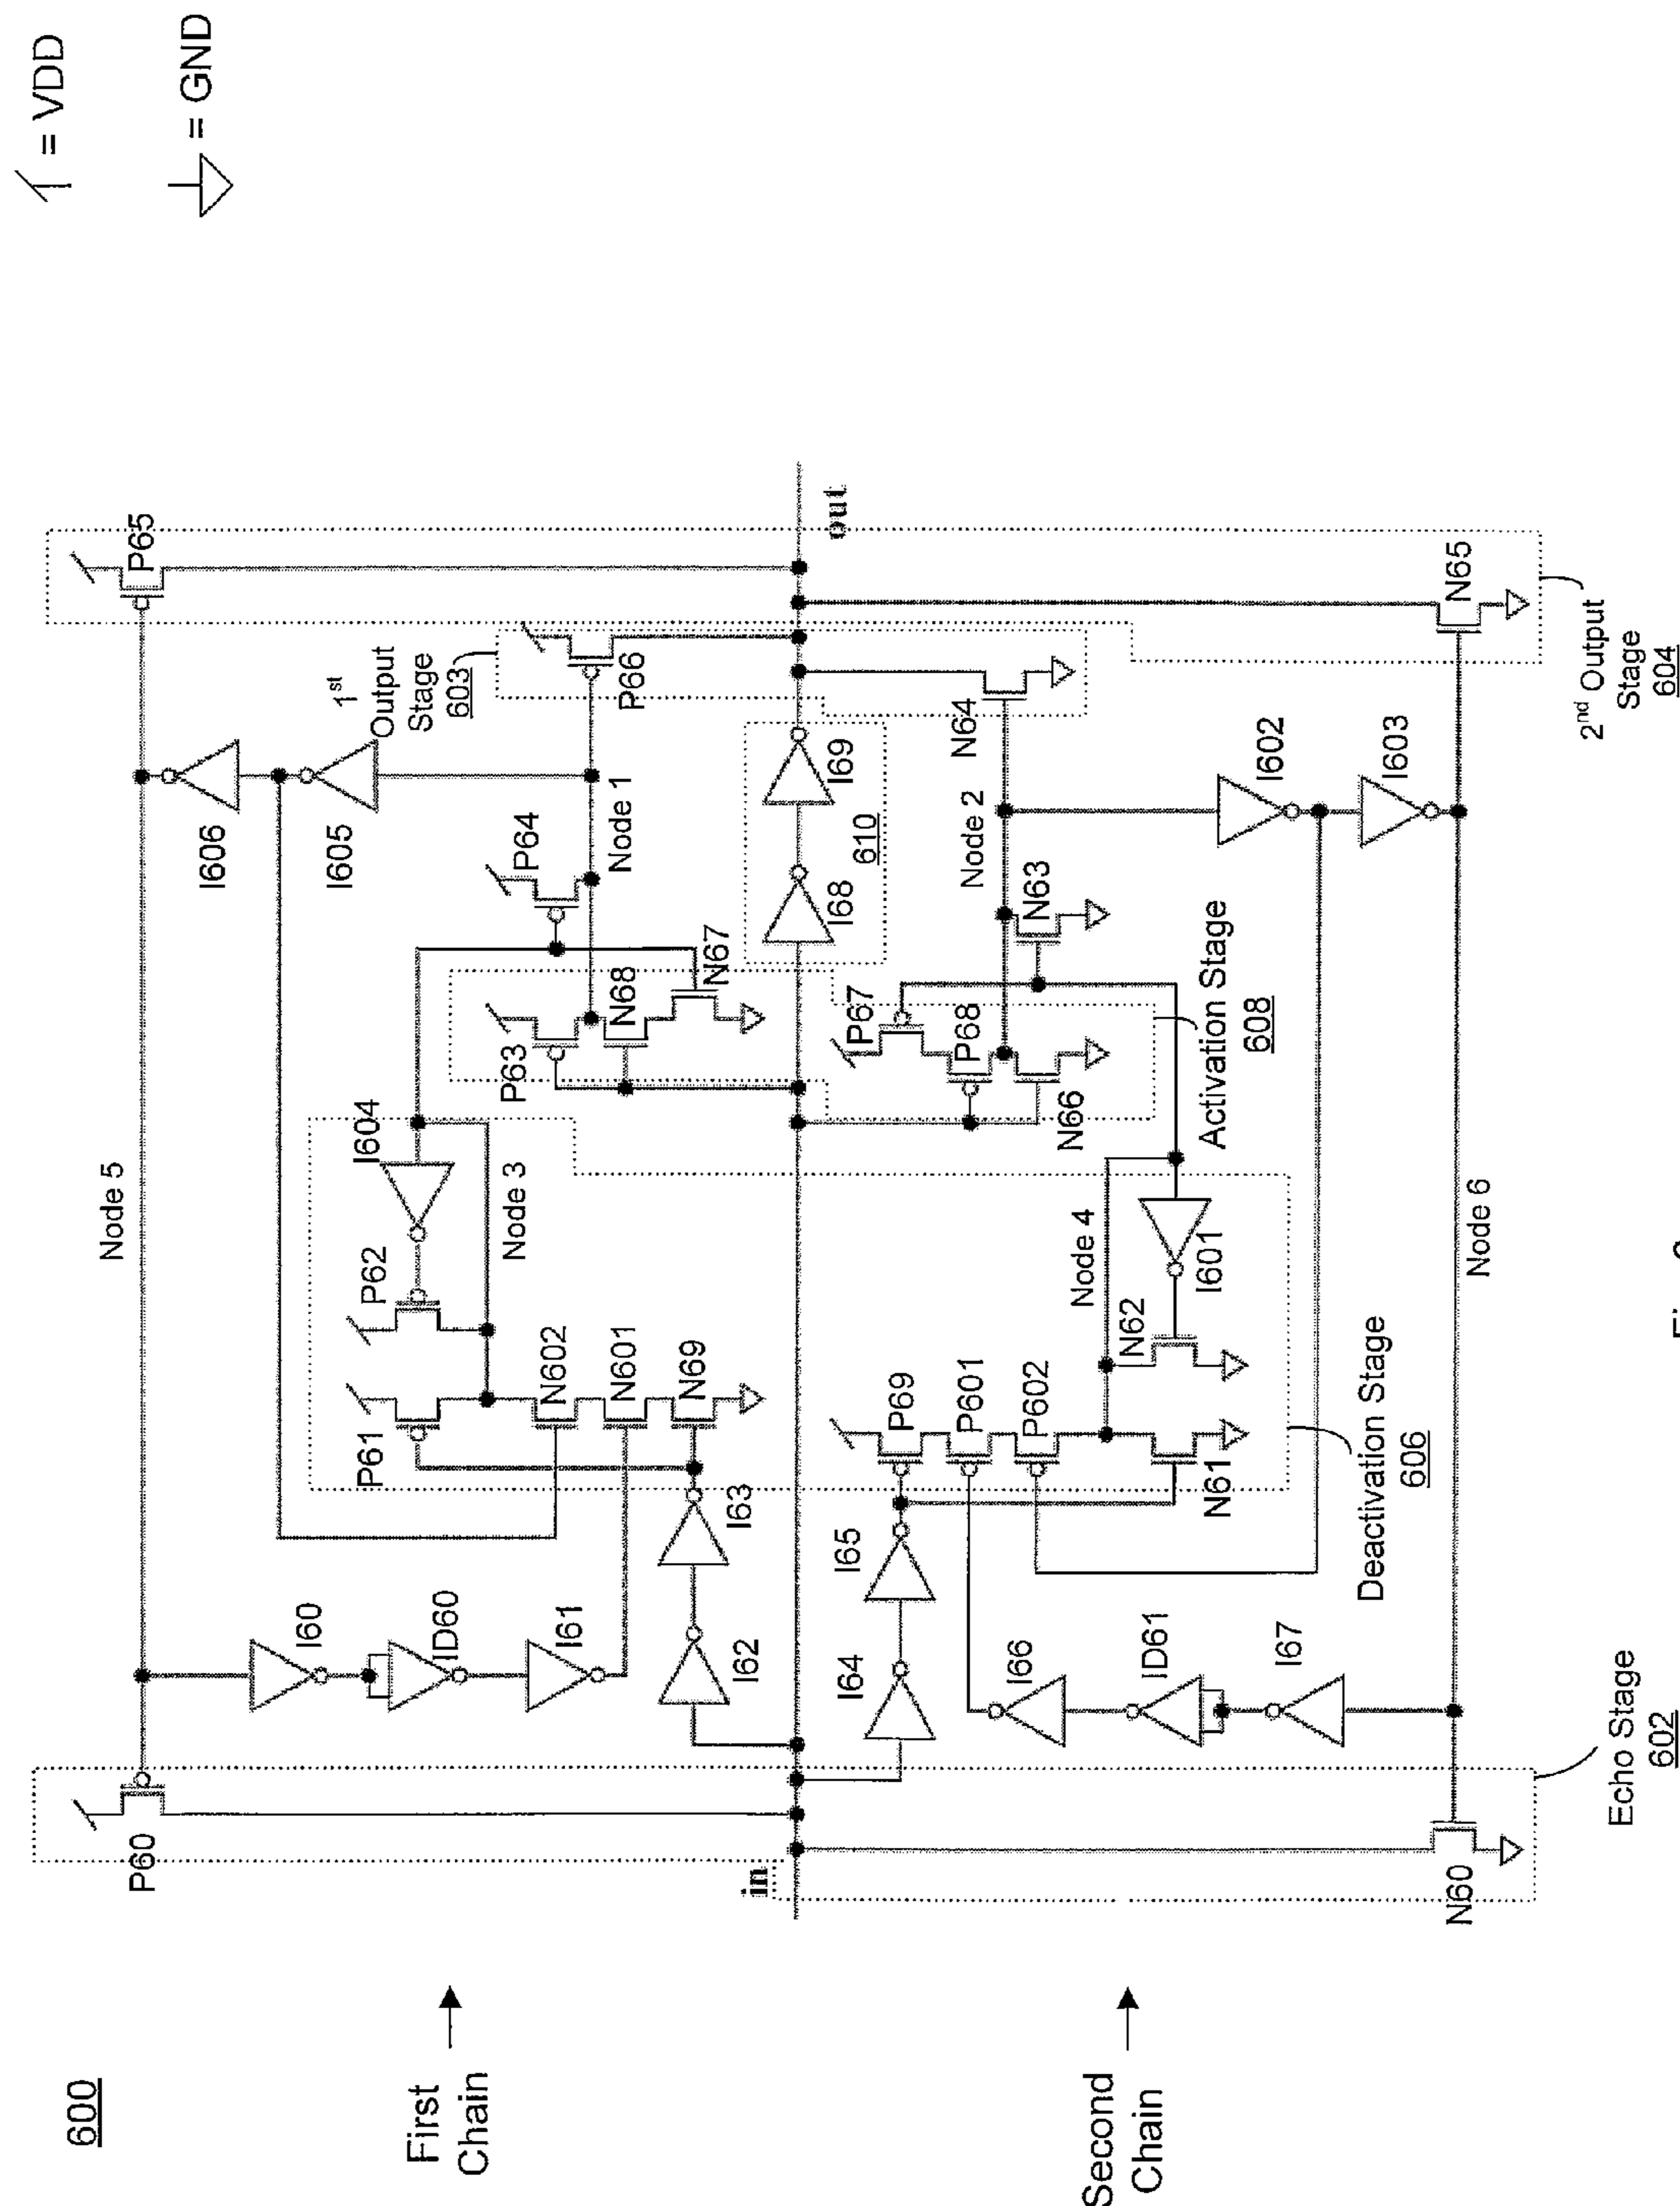 600
= VDD
= GND
First
Chain
Second
Chain
Node 5
P65
I606
I605
1st
Output
Stage
603
P66
P64
Node 1
I604
Node 3
P62
P61
N602
N601
N69
P63
N68
N67
I60
ID60
I61
I62
I63
P60
in
I68
I69
610
out
I64
I65
P69
P601
P602
N61
N62
I601
Node 4
P67
P68
N66
N63
Node 2
N64
Activation Stage
608
Deactivation Stage
606
I66
ID61
I67
I602
I603
Node 6
N60
N65
Echo Stage
602
2nd Output
Stage
604